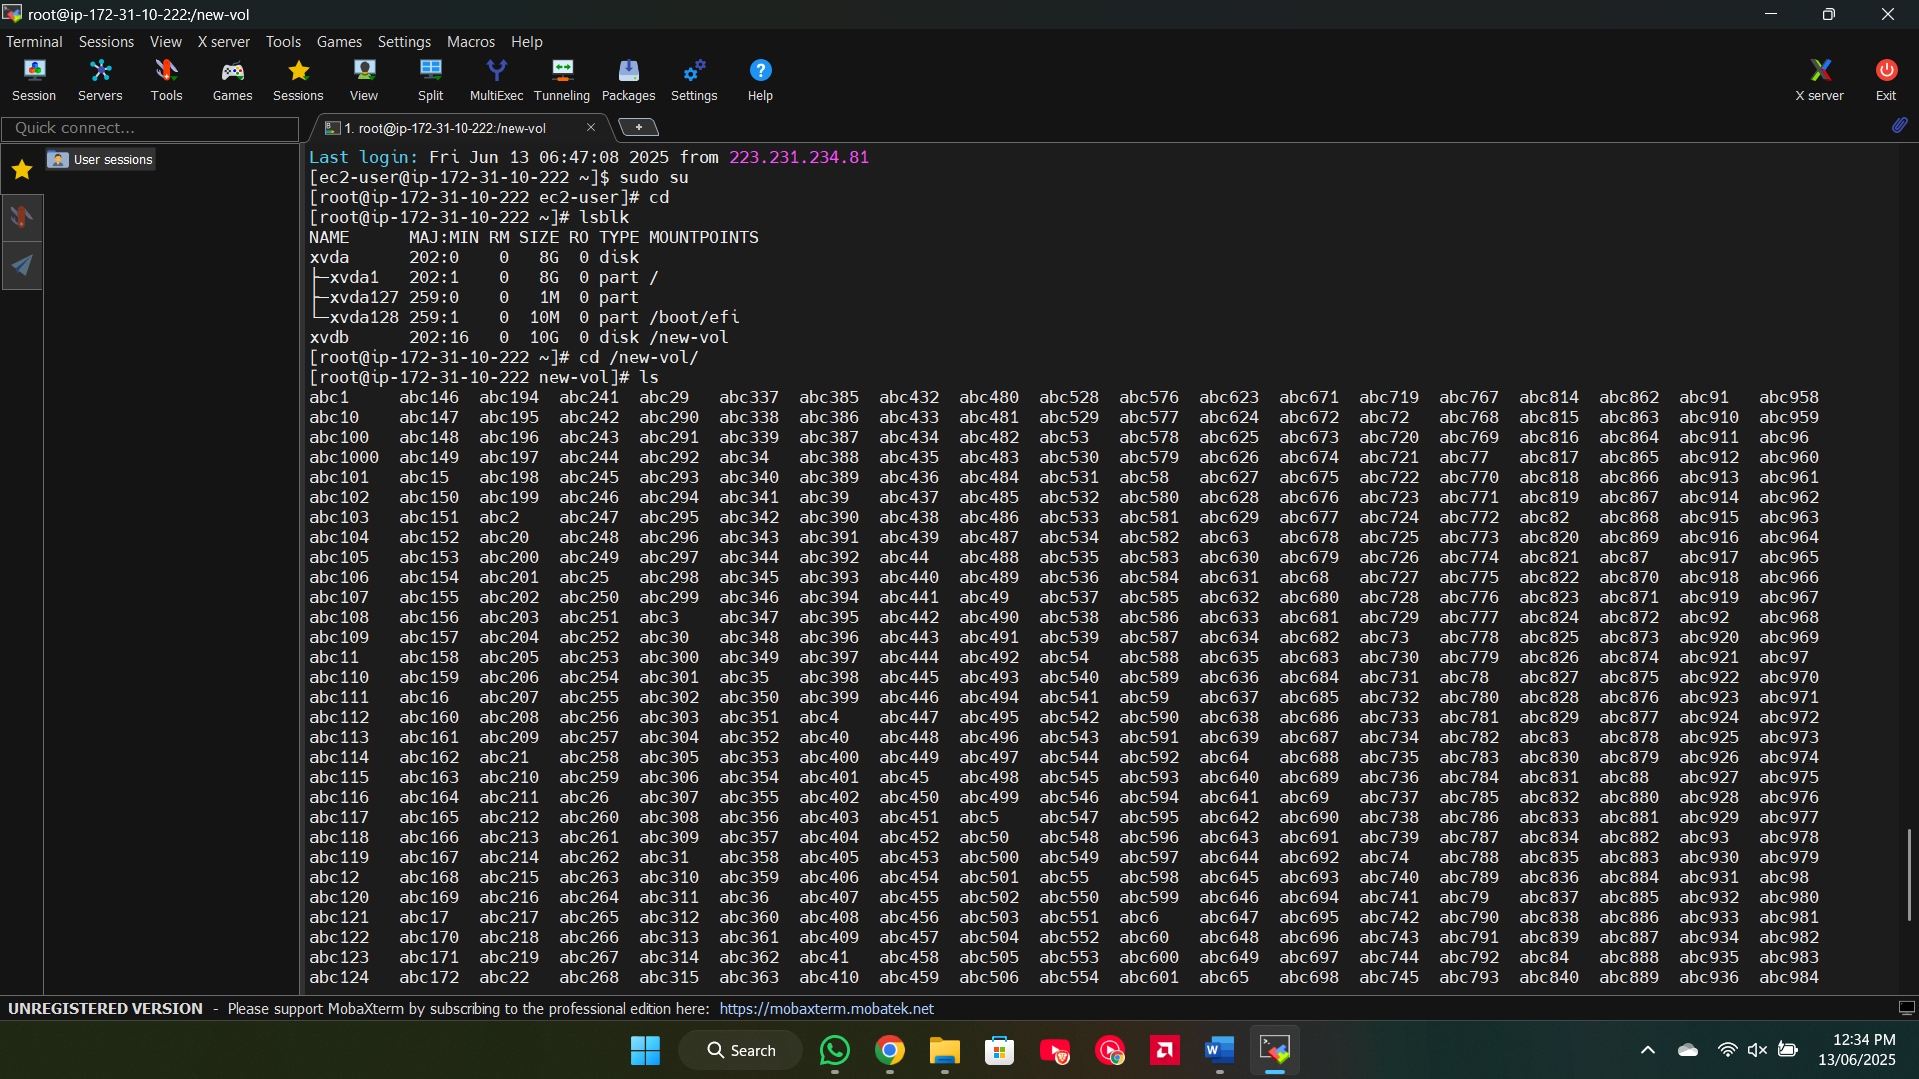 root@ip-172-31-10-222:/new-vol
Terminal Sessions View X server Tools Games Settings Macros Help
Session Servers Tools Games Sessions View Split MultiExec Tunneling Packages Settings Help X server Exit
Quick connect...
1. root@ip-172-31-10-222:/new-vol
User sessions
Last login: Fri Jun 13 06:47:08 2025 from 223.231.234.81
[ec2-user@ip-172-31-10-222 ~]$ sudo su
[root@ip-172-31-10-222 ec2-user]# cd
[root@ip-172-31-10-222 ~]# lsblk
NAME MAJ:MIN RM SIZE RO TYPE MOUNTPOINTS
xvda 202:0 0 8G 0 disk
├─xvda1 202:1 0 8G 0 part /
├─xvda127 259:0 0 1M 0 part
└─xvda128 259:1 0 10M 0 part /boot/efi
xvdb 202:16 0 10G 0 disk /new-vol
[root@ip-172-31-10-222 ~]# cd /new-vol/
[root@ip-172-31-10-222 new-vol]# ls
abc1 abc146 abc194 abc241 abc29 abc337 abc385 abc432 abc480 abc528 abc576 abc623 abc671 abc719 abc767 abc814 abc862 abc91 abc958
abc10 abc147 abc195 abc242 abc290 abc338 abc386 abc433 abc481 abc529 abc577 abc624 abc672 abc72 abc768 abc815 abc863 abc910 abc959
abc100 abc148 abc196 abc243 abc291 abc339 abc387 abc434 abc482 abc53 abc578 abc625 abc673 abc720 abc769 abc816 abc864 abc911 abc96
abc1000 abc149 abc197 abc244 abc292 abc34 abc388 abc435 abc483 abc530 abc579 abc626 abc674 abc721 abc77 abc817 abc865 abc912 abc960
abc101 abc15 abc198 abc245 abc293 abc340 abc389 abc436 abc484 abc531 abc58 abc627 abc675 abc722 abc770 abc818 abc866 abc913 abc961
abc102 abc150 abc199 abc246 abc294 abc341 abc39 abc437 abc485 abc532 abc580 abc628 abc676 abc723 abc771 abc819 abc867 abc914 abc962
abc103 abc151 abc2 abc247 abc295 abc342 abc390 abc438 abc486 abc533 abc581 abc629 abc677 abc724 abc772 abc82 abc868 abc915 abc963
abc104 abc152 abc20 abc248 abc296 abc343 abc391 abc439 abc487 abc534 abc582 abc63 abc678 abc725 abc773 abc820 abc869 abc916 abc964
abc105 abc153 abc200 abc249 abc297 abc344 abc392 abc44 abc488 abc535 abc583 abc630 abc679 abc726 abc774 abc821 abc87 abc917 abc965
abc106 abc154 abc201 abc25 abc298 abc345 abc393 abc440 abc489 abc536 abc584 abc631 abc68 abc727 abc775 abc822 abc870 abc918 abc966
abc107 abc155 abc202 abc250 abc299 abc346 abc394 abc441 abc49 abc537 abc585 abc632 abc680 abc728 abc776 abc823 abc871 abc919 abc967
abc108 abc156 abc203 abc251 abc3 abc347 abc395 abc442 abc490 abc538 abc586 abc633 abc681 abc729 abc777 abc824 abc872 abc92 abc968
abc109 abc157 abc204 abc252 abc30 abc348 abc396 abc443 abc491 abc539 abc587 abc634 abc682 abc73 abc778 abc825 abc873 abc920 abc969
abc11 abc158 abc205 abc253 abc300 abc349 abc397 abc444 abc492 abc54 abc588 abc635 abc683 abc730 abc779 abc826 abc874 abc921 abc97
abc110 abc159 abc206 abc254 abc301 abc35 abc398 abc445 abc493 abc540 abc589 abc636 abc684 abc731 abc78 abc827 abc875 abc922 abc970
abc111 abc16 abc207 abc255 abc302 abc350 abc399 abc446 abc494 abc541 abc59 abc637 abc685 abc732 abc780 abc828 abc876 abc923 abc971
abc112 abc160 abc208 abc256 abc303 abc351 abc4 abc447 abc495 abc542 abc590 abc638 abc686 abc733 abc781 abc829 abc877 abc924 abc972
abc113 abc161 abc209 abc257 abc304 abc352 abc40 abc448 abc496 abc543 abc591 abc639 abc687 abc734 abc782 abc83 abc878 abc925 abc973
abc114 abc162 abc21 abc258 abc305 abc353 abc400 abc449 abc497 abc544 abc592 abc64 abc688 abc735 abc783 abc830 abc879 abc926 abc974
abc115 abc163 abc210 abc259 abc306 abc354 abc401 abc45 abc498 abc545 abc593 abc640 abc689 abc736 abc784 abc831 abc88 abc927 abc975
abc116 abc164 abc211 abc26 abc307 abc355 abc402 abc450 abc499 abc546 abc594 abc641 abc69 abc737 abc785 abc832 abc880 abc928 abc976
abc117 abc165 abc212 abc260 abc308 abc356 abc403 abc451 abc5 abc547 abc595 abc642 abc690 abc738 abc786 abc833 abc881 abc929 abc977
abc118 abc166 abc213 abc261 abc309 abc357 abc404 abc452 abc50 abc548 abc596 abc643 abc691 abc739 abc787 abc834 abc882 abc93 abc978
abc119 abc167 abc214 abc262 abc31 abc358 abc405 abc453 abc500 abc549 abc597 abc644 abc692 abc74 abc788 abc835 abc883 abc930 abc979
abc12 abc168 abc215 abc263 abc310 abc359 abc406 abc454 abc501 abc55 abc598 abc645 abc693 abc740 abc789 abc836 abc884 abc931 abc98
abc120 abc169 abc216 abc264 abc311 abc36 abc407 abc455 abc502 abc550 abc599 abc646 abc694 abc741 abc79 abc837 abc885 abc932 abc980
abc121 abc17 abc217 abc265 abc312 abc360 abc408 abc456 abc503 abc551 abc6 abc647 abc695 abc742 abc790 abc838 abc886 abc933 abc981
abc122 abc170 abc218 abc266 abc313 abc361 abc409 abc457 abc504 abc552 abc60 abc648 abc696 abc743 abc791 abc839 abc887 abc934 abc982
abc123 abc171 abc219 abc267 abc314 abc362 abc41 abc458 abc505 abc553 abc600 abc649 abc697 abc744 abc792 abc84 abc888 abc935 abc983
abc124 abc172 abc22 abc268 abc315 abc363 abc410 abc459 abc506 abc554 abc601 abc65 abc698 abc745 abc793 abc840 abc889 abc936 abc984
UNREGISTERED VERSION - Please support MobaXterm by subscribing to the professional edition here: https://mobaxterm.mobatek.net
Search
12:34 PM
13/06/2025